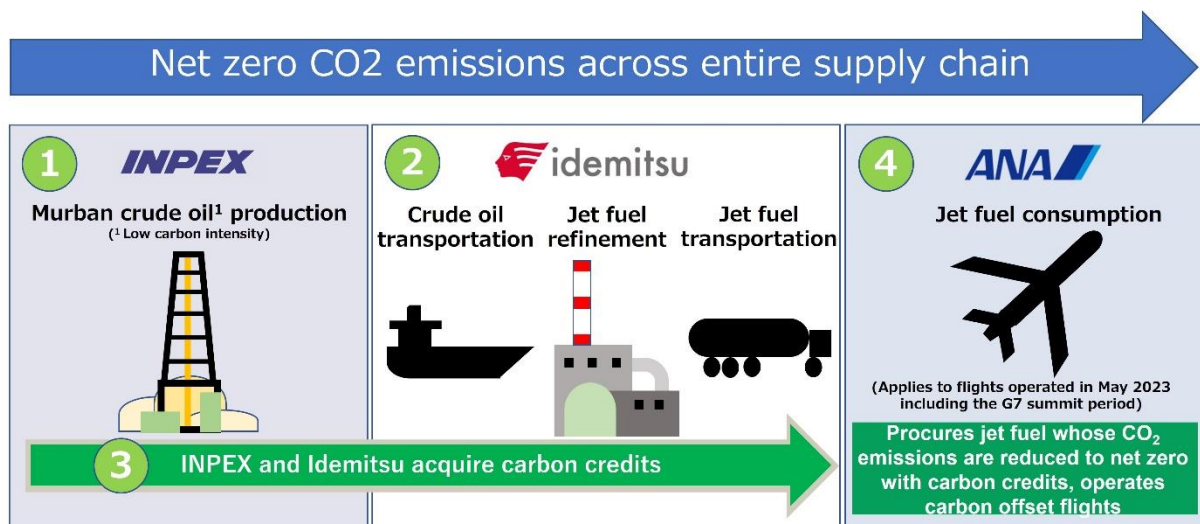 Net zero CO2 emissions across entire supply chain
1
INPEX
Murban crude oil¹ production
(¹ Low carbon intensity)
2
idemitsu
Crude oil
transportation
Jet fuel
refinement
Jet fuel
transportation
3
INPEX and Idemitsu acquire carbon credits
4
ANA
Jet fuel consumption
(Applies to flights operated in May 2023
including the G7 summit period)
Procures jet fuel whose CO₂
emissions are reduced to net zero
with carbon credits, operates
carbon offset flights